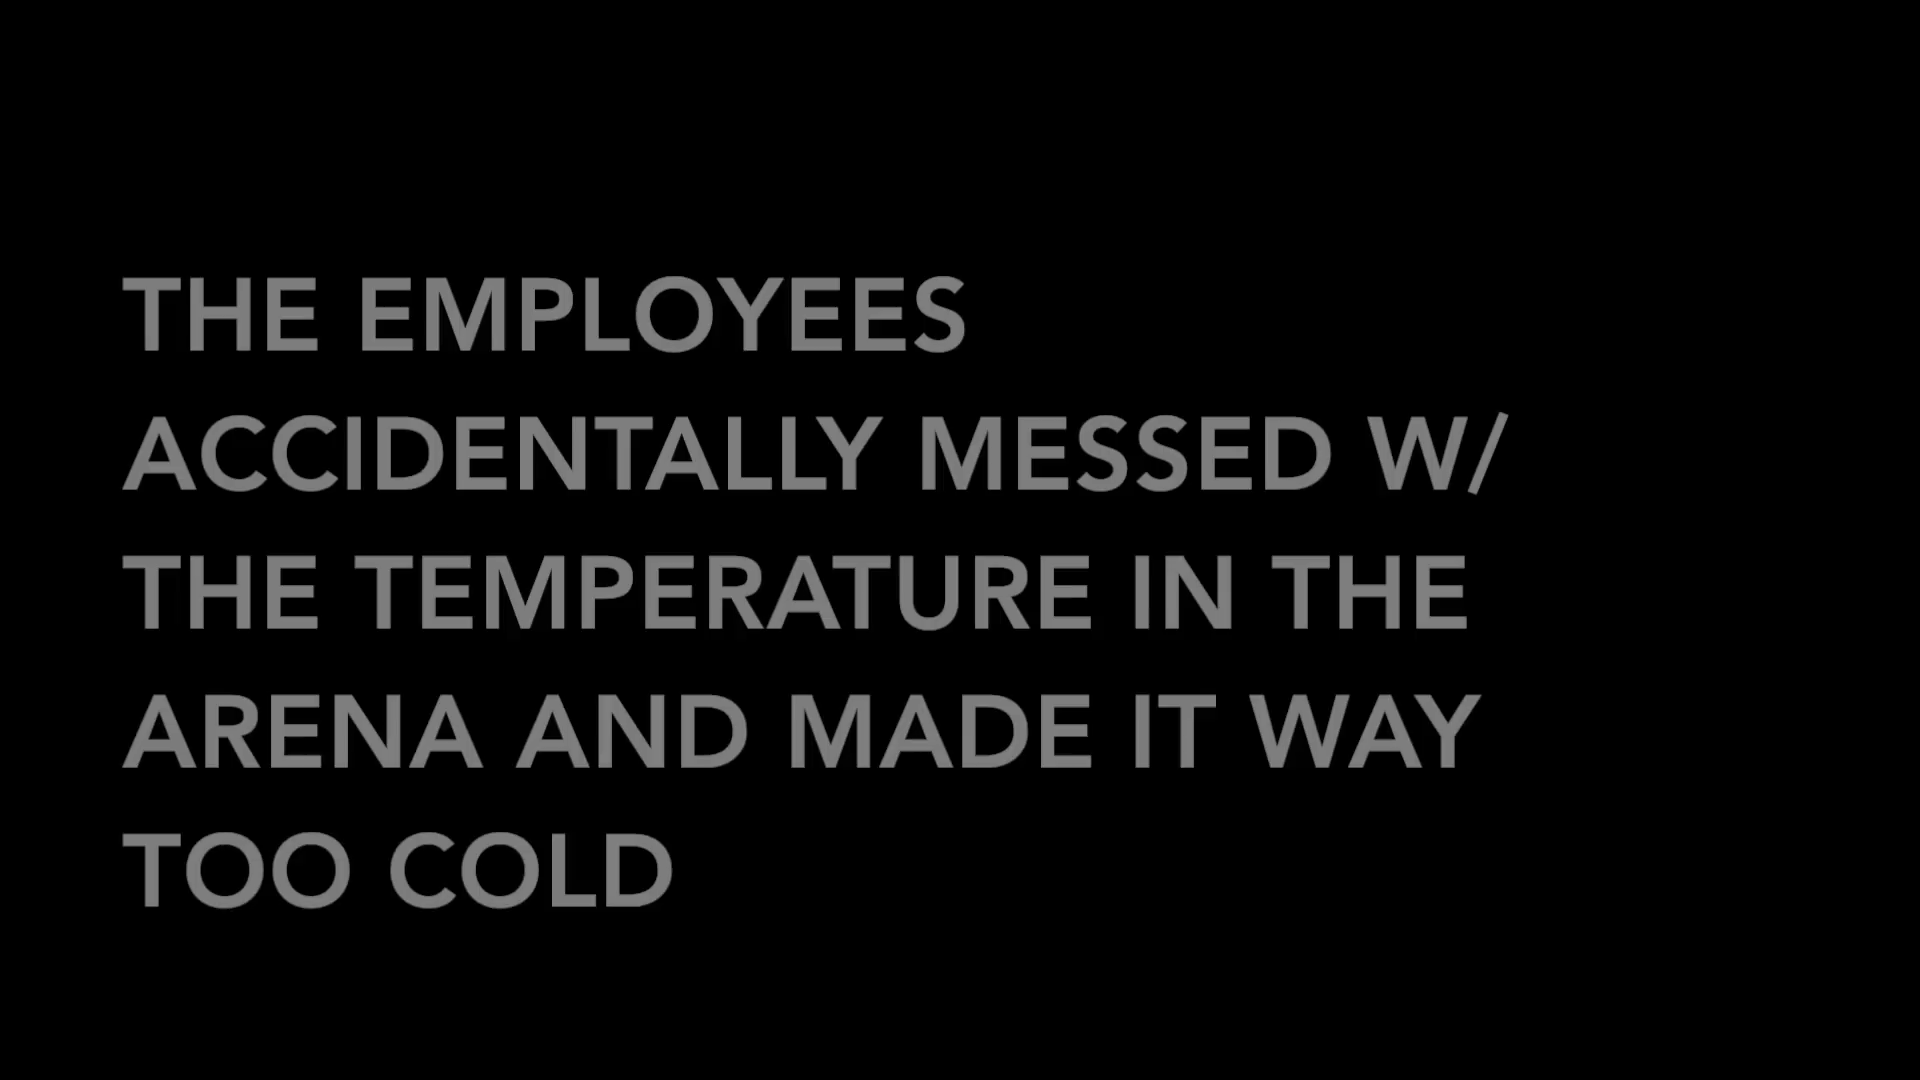 THE EMPLOYEES
ACCIDENTALLY MESSED W/
THE TEMPERATURE IN THE
ARENA AND MADE IT WAY
TOO COLD